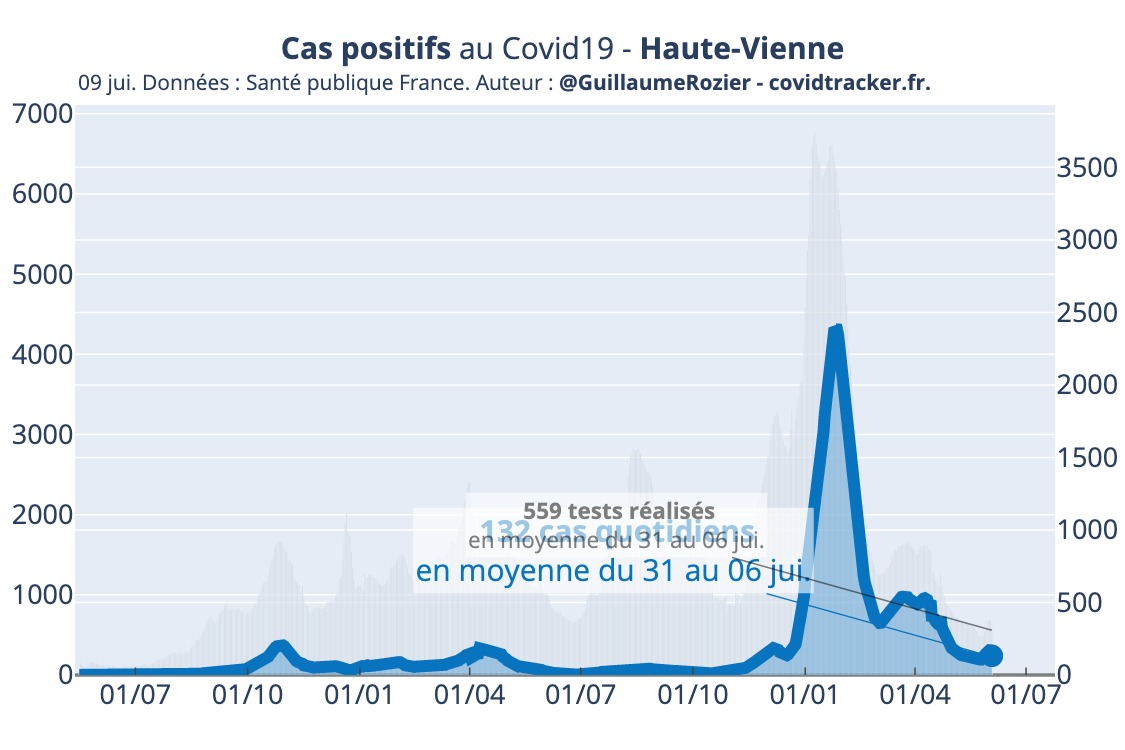 Cas positifs au Covid19 - Haute-Vienne
09 jui. Données : Santé publique France. Auteur : @GuillaumeRozier - covidtracker.fr.
7000
6000
5000
4000
3000
2000
1000
0
3500
3000
2500
2000
1500
1000
500
0
559 tests réalisés
132 cas quotidiens
en moyenne du 31 au 06 jui.
en moyenne du 31 au 06 jui.
01/07 01/10 01/01 01/04 01/07 01/10 01/01 01/04 01/07